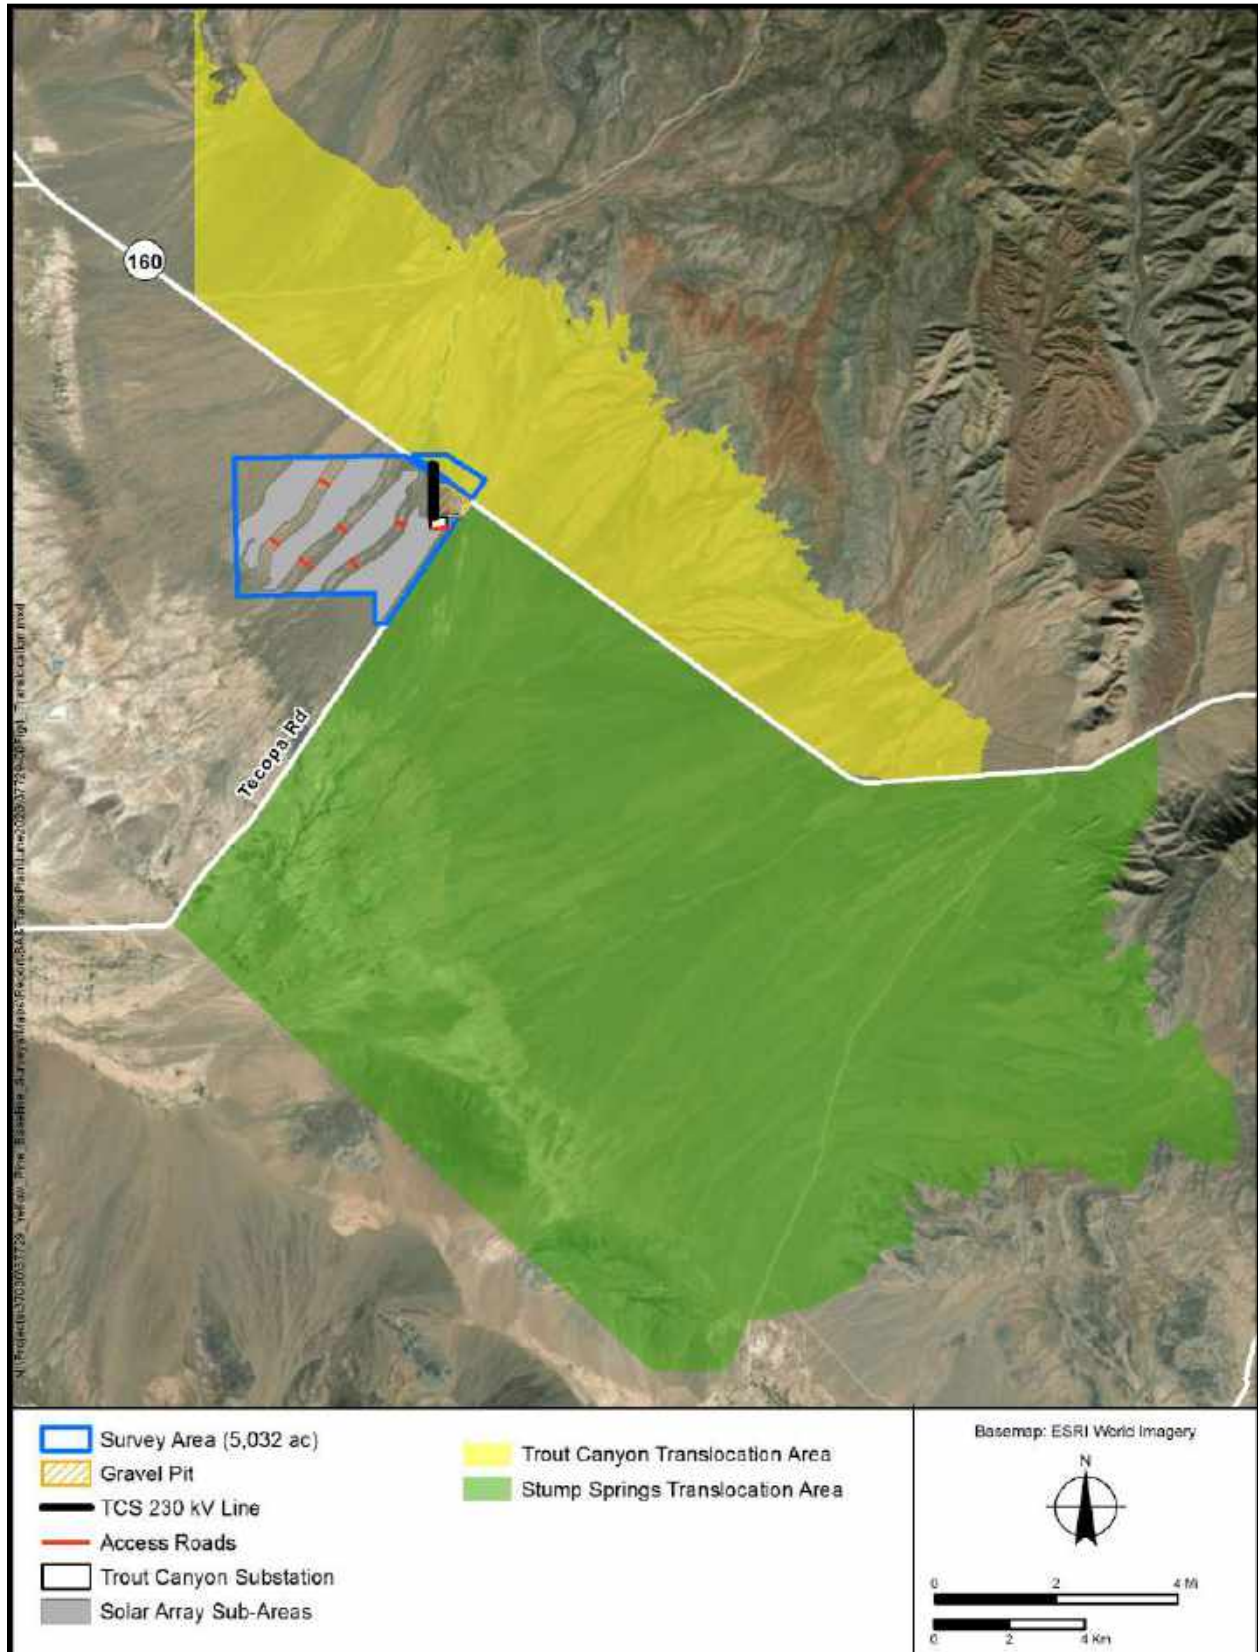 160
Tecopa Rd
Survey Area (5,032 ac)
Gravel Pit
TCS 230 kV Line
Access Roads
Trout Canyon Substation
Solar Array Sub-Areas
Trout Canyon Translocation Area
Stump Springs Translocation Area
Basemap: ESRI World Imagery
N
0 2 4 Mi
0 2 4 Km